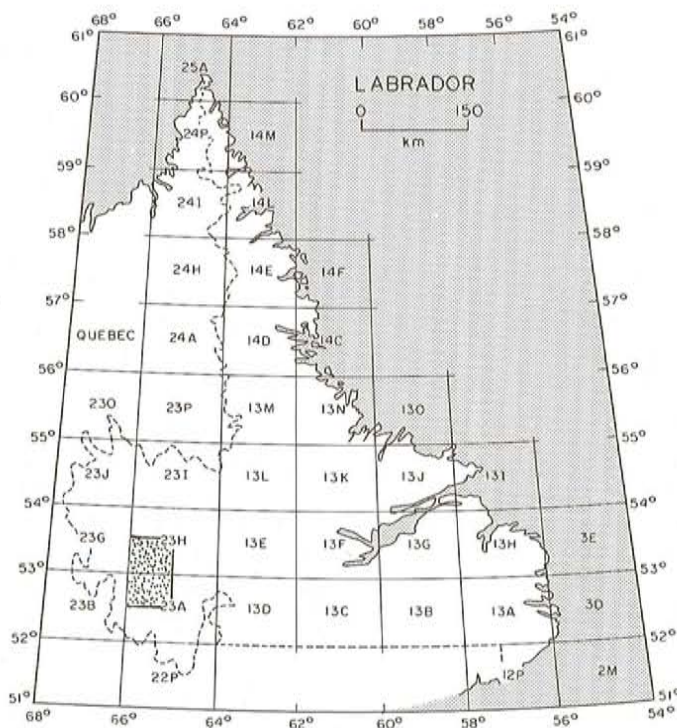 68° 66° 64° 62° 60° 58° 56° 54°
61° 61°
25A
LABRADOR
60° 60°
0 150
24P 14M
km
59° 59°
24I 14L
58° 58°
24H 14E 14F
57° 57°
QUEBEC 24A 14D 14C
56° 56°
23O 23P 13M 13N 13O
55° 55°
23J 23I 13L 13K 13J 13I
54° 54°
23G 23H 13E 13F 13G 13H 3E
53° 53°
23B 23A 13D 13C 13B 13A 3D
52° 52°
22P 12P 2M
51° 51°
68° 66° 64° 62° 60° 58° 56° 54°